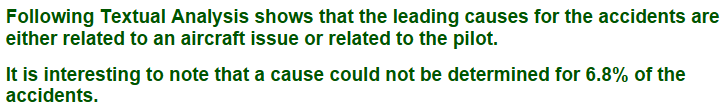 Following Textual Analysis shows that the leading causes for the accidents are
either related to an aircraft issue or related to the pilot.
It is interesting to note that a cause could not be determined for 6.8% of the
accidents.